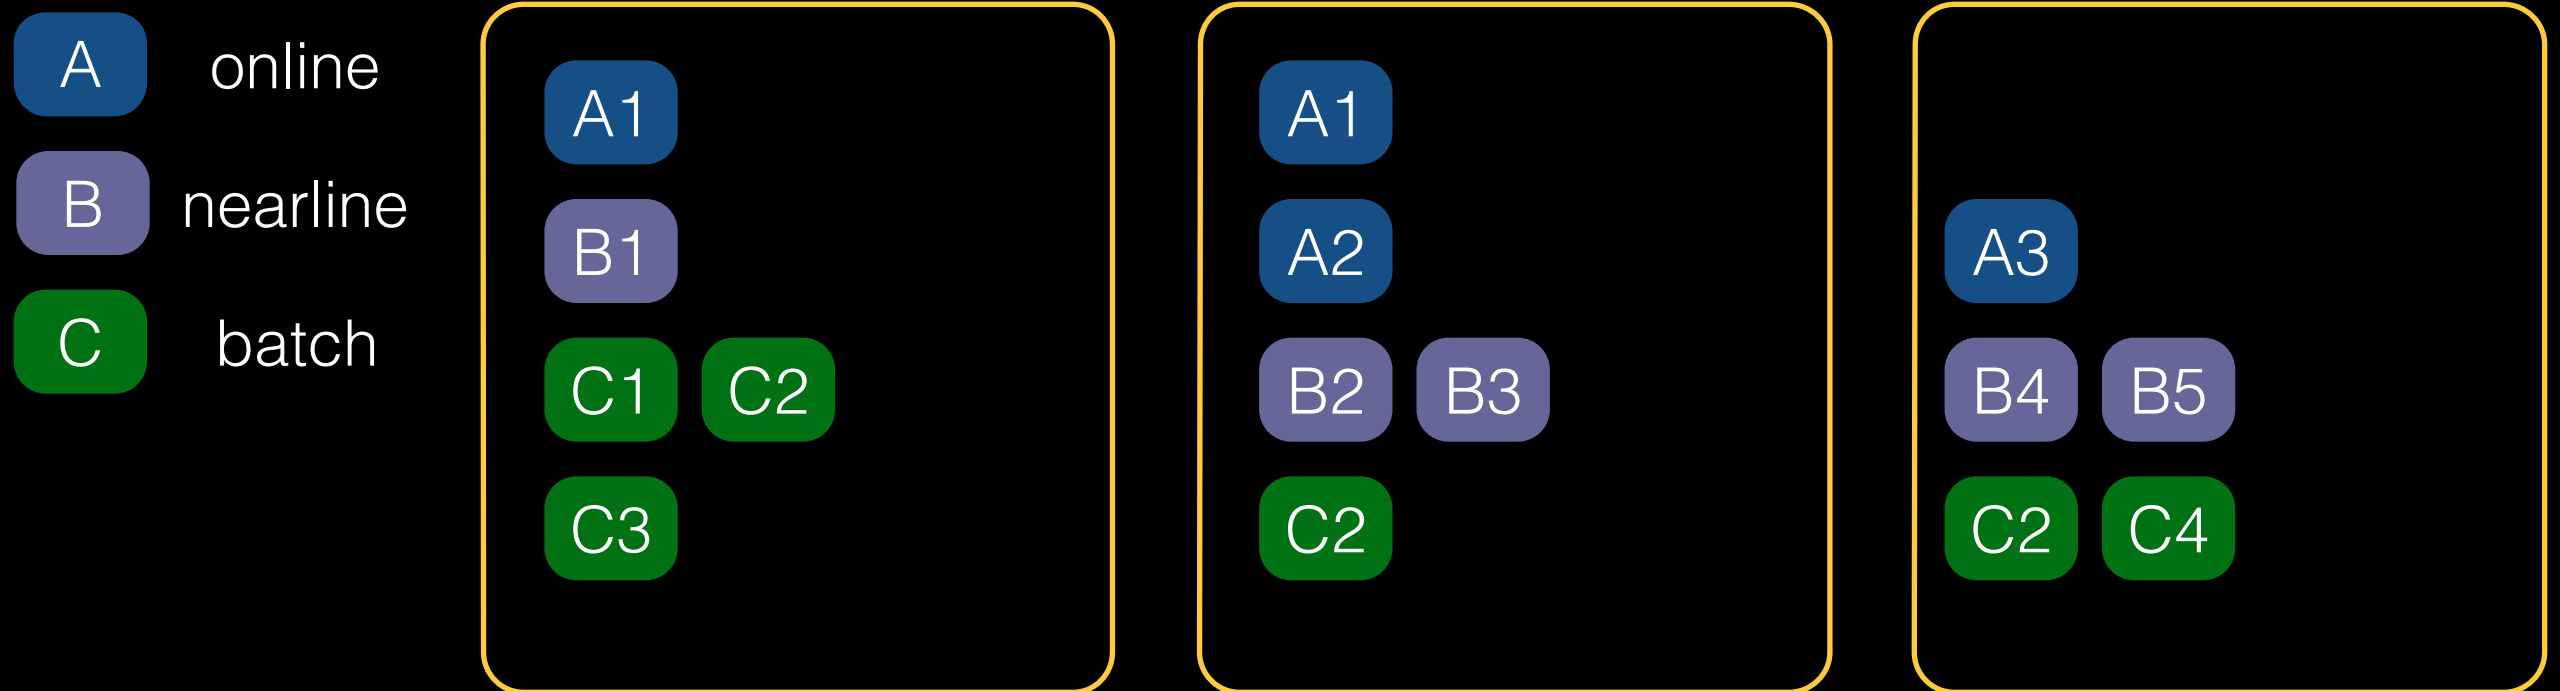 A online
B nearline
C batch
A1
B1
C1 C2
C3
A1
A2
B2 B3
C2
A3
B4 B5
C2 C4